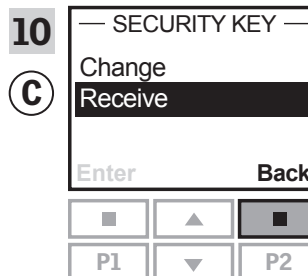 10
C
SECURITY KEY
Change
Receive
Enter Back
P1 P2